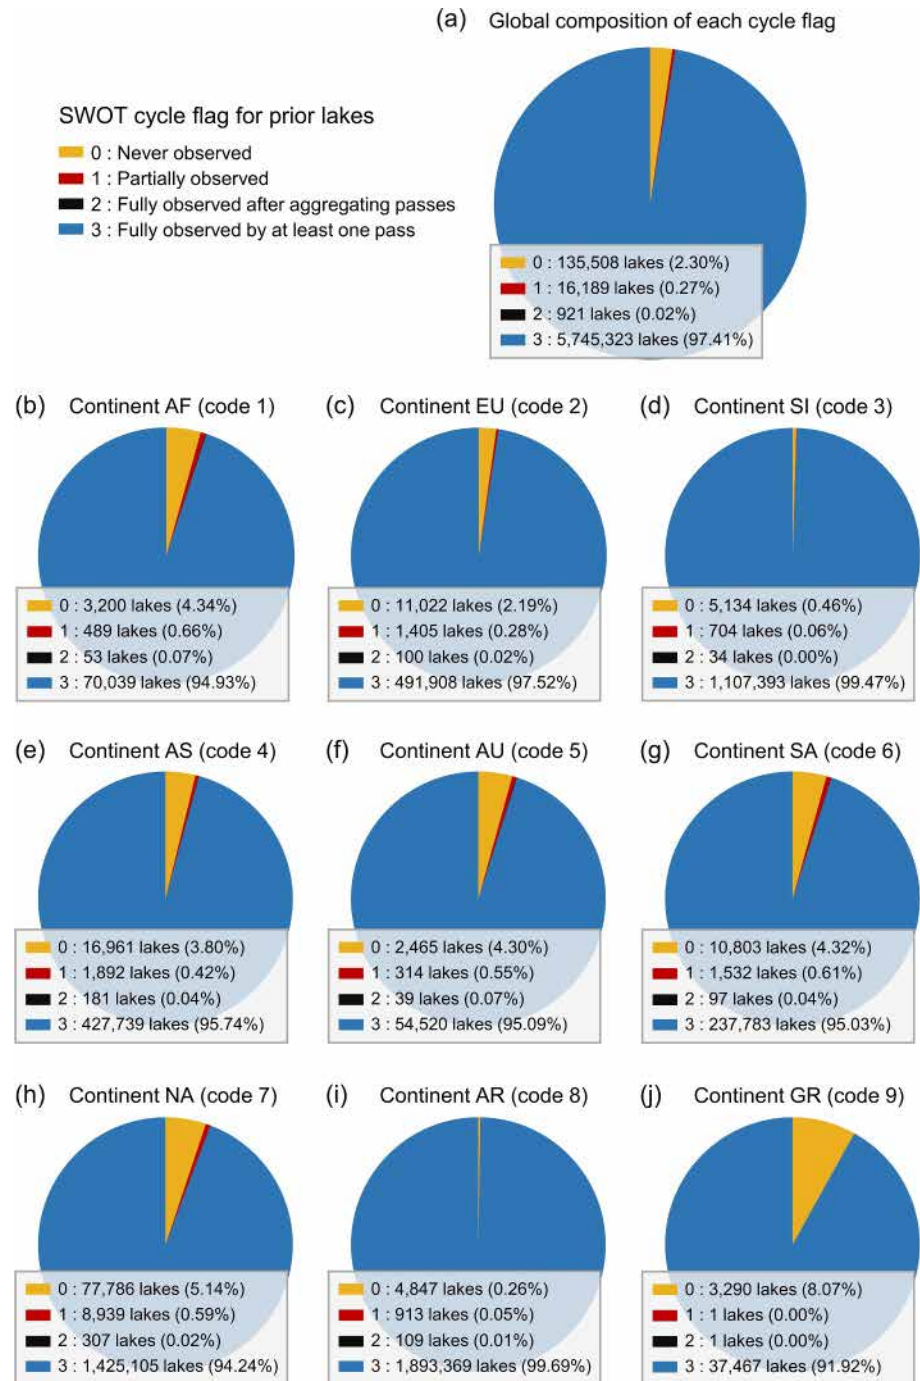 (a) Global composition of each cycle flag
SWOT cycle flag for prior lakes
0 : Never observed
1 : Partially observed
2 : Fully observed after aggregating passes
3 : Fully observed by at least one pass
0 : 135,508 lakes (2.30%)
1 : 16,189 lakes (0.27%)
2 : 921 lakes (0.02%)
3 : 5,745,323 lakes (97.41%)
(b) Continent AF (code 1)
0 : 3,200 lakes (4.34%)
1 : 489 lakes (0.66%)
2 : 53 lakes (0.07%)
3 : 70,039 lakes (94.93%)
(c) Continent EU (code 2)
0 : 11,022 lakes (2.19%)
1 : 1,405 lakes (0.28%)
2 : 100 lakes (0.02%)
3 : 491,908 lakes (97.52%)
(d) Continent SI (code 3)
0 : 5,134 lakes (0.46%)
1 : 704 lakes (0.06%)
2 : 34 lakes (0.00%)
3 : 1,107,393 lakes (99.47%)
(e) Continent AS (code 4)
0 : 16,961 lakes (3.80%)
1 : 1,892 lakes (0.42%)
2 : 181 lakes (0.04%)
3 : 427,739 lakes (95.74%)
(f) Continent AU (code 5)
0 : 2,465 lakes (4.30%)
1 : 314 lakes (0.55%)
2 : 39 lakes (0.07%)
3 : 54,520 lakes (95.09%)
(g) Continent SA (code 6)
0 : 10,803 lakes (4.32%)
1 : 1,532 lakes (0.61%)
2 : 97 lakes (0.04%)
3 : 237,783 lakes (95.03%)
(h) Continent NA (code 7)
0 : 77,786 lakes (5.14%)
1 : 8,939 lakes (0.59%)
2 : 307 lakes (0.02%)
3 : 1,425,105 lakes (94.24%)
(i) Continent AR (code 8)
0 : 4,847 lakes (0.26%)
1 : 913 lakes (0.05%)
2 : 109 lakes (0.01%)
3 : 1,893,369 lakes (99.69%)
(j) Continent GR (code 9)
0 : 3,290 lakes (8.07%)
1 : 1 lakes (0.00%)
2 : 1 lakes (0.00%)
3 : 37,467 lakes (91.92%)